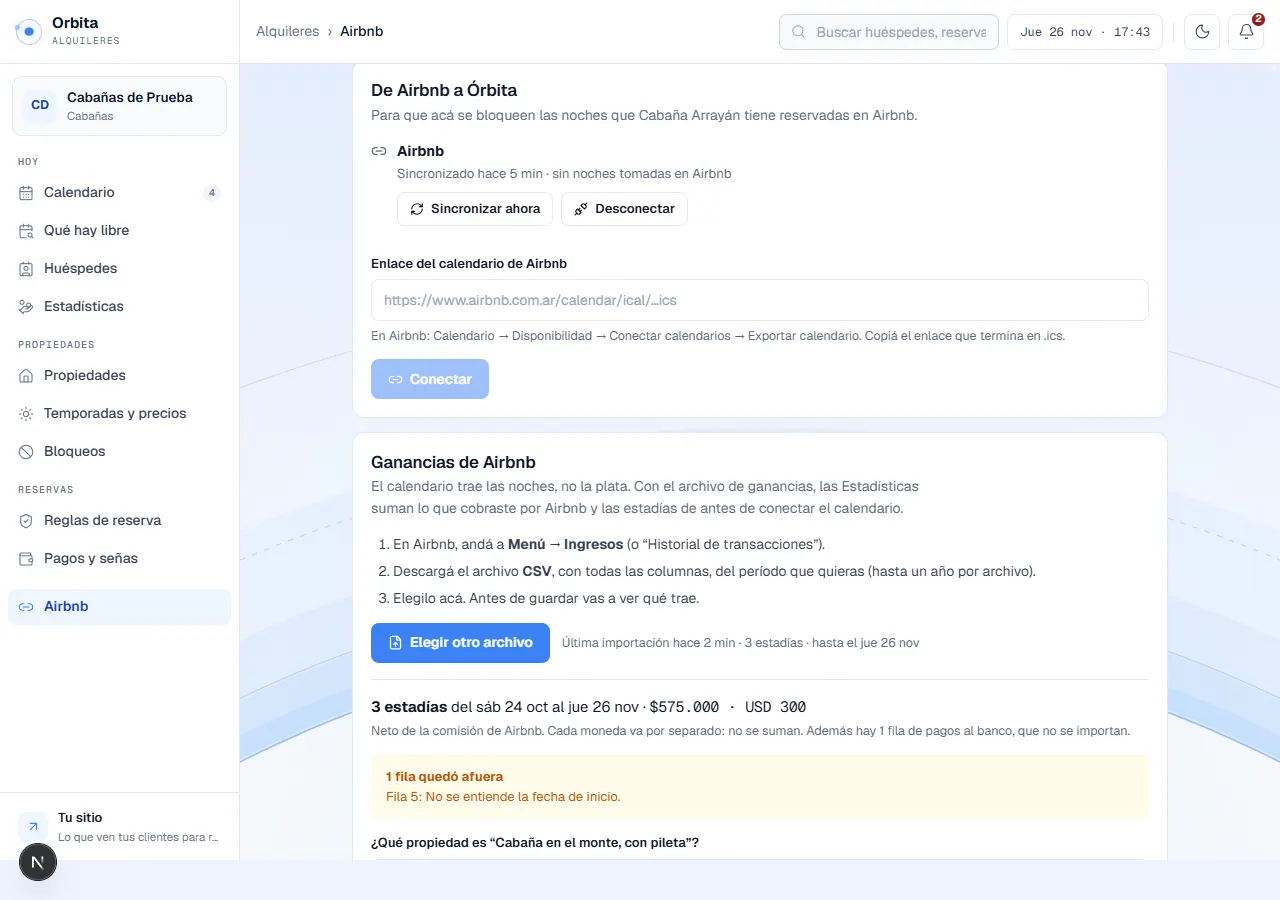 Orbita
ALQUILERES
Alquileres › Airbnb
Buscar huéspedes, reserva
Jue 26 nov · 17:43
2
CD
Cabañas de Prueba
Cabañas
HOY
Calendario
4
Qué hay libre
Huéspedes
Estadísticas
PROPIEDADES
Propiedades
Temporadas y precios
Bloqueos
RESERVAS
Reglas de reserva
Pagos y señas
Airbnb
Tu sitio
Lo que ven tus clientes para r…
N
De Airbnb a Órbita
Para que acá se bloqueen las noches que Cabaña Arrayán tiene reservadas en Airbnb.
Airbnb
Sincronizado hace 5 min · sin noches tomadas en Airbnb
Sincronizar ahora
Desconectar
Enlace del calendario de Airbnb
https://www.airbnb.com.ar/calendar/ical/…ics
En Airbnb: Calendario → Disponibilidad → Conectar calendarios → Exportar calendario. Copiá el enlace que termina en .ics.
Conectar
Ganancias de Airbnb
El calendario trae las noches, no la plata. Con el archivo de ganancias, las Estadísticas
suman lo que cobraste por Airbnb y las estadías de antes de conectar el calendario.
1. En Airbnb, andá a Menú → Ingresos (o “Historial de transacciones”).
2. Descargá el archivo CSV, con todas las columnas, del período que quieras (hasta un año por archivo).
3. Elegilo acá. Antes de guardar vas a ver qué trae.
Elegir otro archivo
Última importación hace 2 min · 3 estadías · hasta el jue 26 nov
3 estadías del sáb 24 oct al jue 26 nov · $575.000 · USD 300
Neto de la comisión de Airbnb. Cada moneda va por separado: no se suman. Además hay 1 fila de pagos al banco, que no se importan.
1 fila quedó afuera
Fila 5: No se entiende la fecha de inicio.
¿Qué propiedad es “Cabaña en el monte, con pileta”?